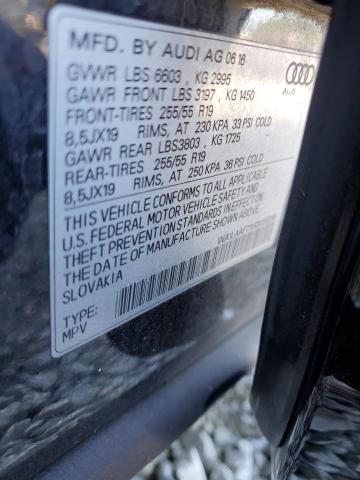 MFD. BY AUDI AG 06 16
GVWR LBS 6603 , KG 2995
GAWR FRONT LBS 3197 , KG 1450
FRONT-TIRES 255/55 R19
8,5JX19 RIMS, AT 230 KPA 33 PSI COLD
GAWR REAR LBS3803 , KG 1725
REAR-TIRES 255/55 R19
8,5JX19 RIMS, AT 250 KPA 36 PSI COLD
THIS VEHICLE CONFORMS TO ALL APPLICABLE
U.S. FEDERAL MOTOR VEHICLE SAFETY AND
THEFT PREVENTION STANDARDS IN EFFECT ON
THE DATE OF MANUFACTURE SHOWN ABOVE
SLOVAKIA
TYPE:
MPV
Audi